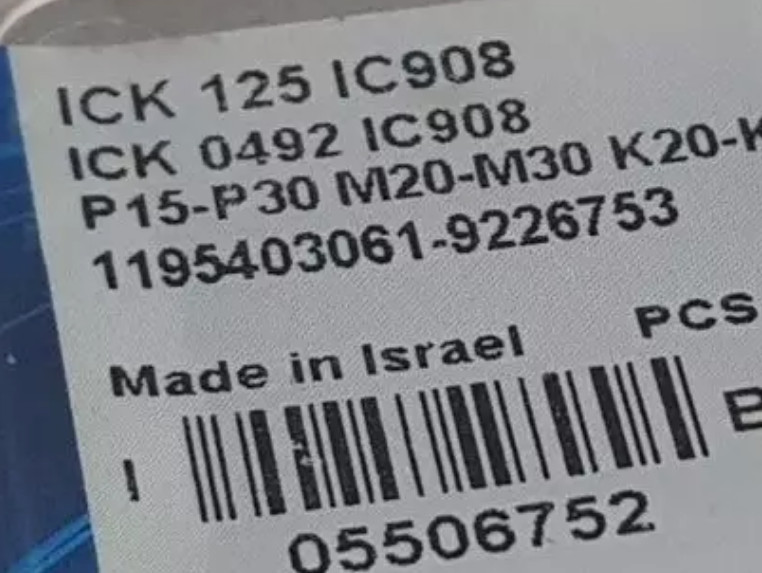 ICK 125 IC908
ICK 0492 IC908
P15-P30 M20-M30 K20-K
1195403061-9226753
Made in Israel PCS
I B
05506752